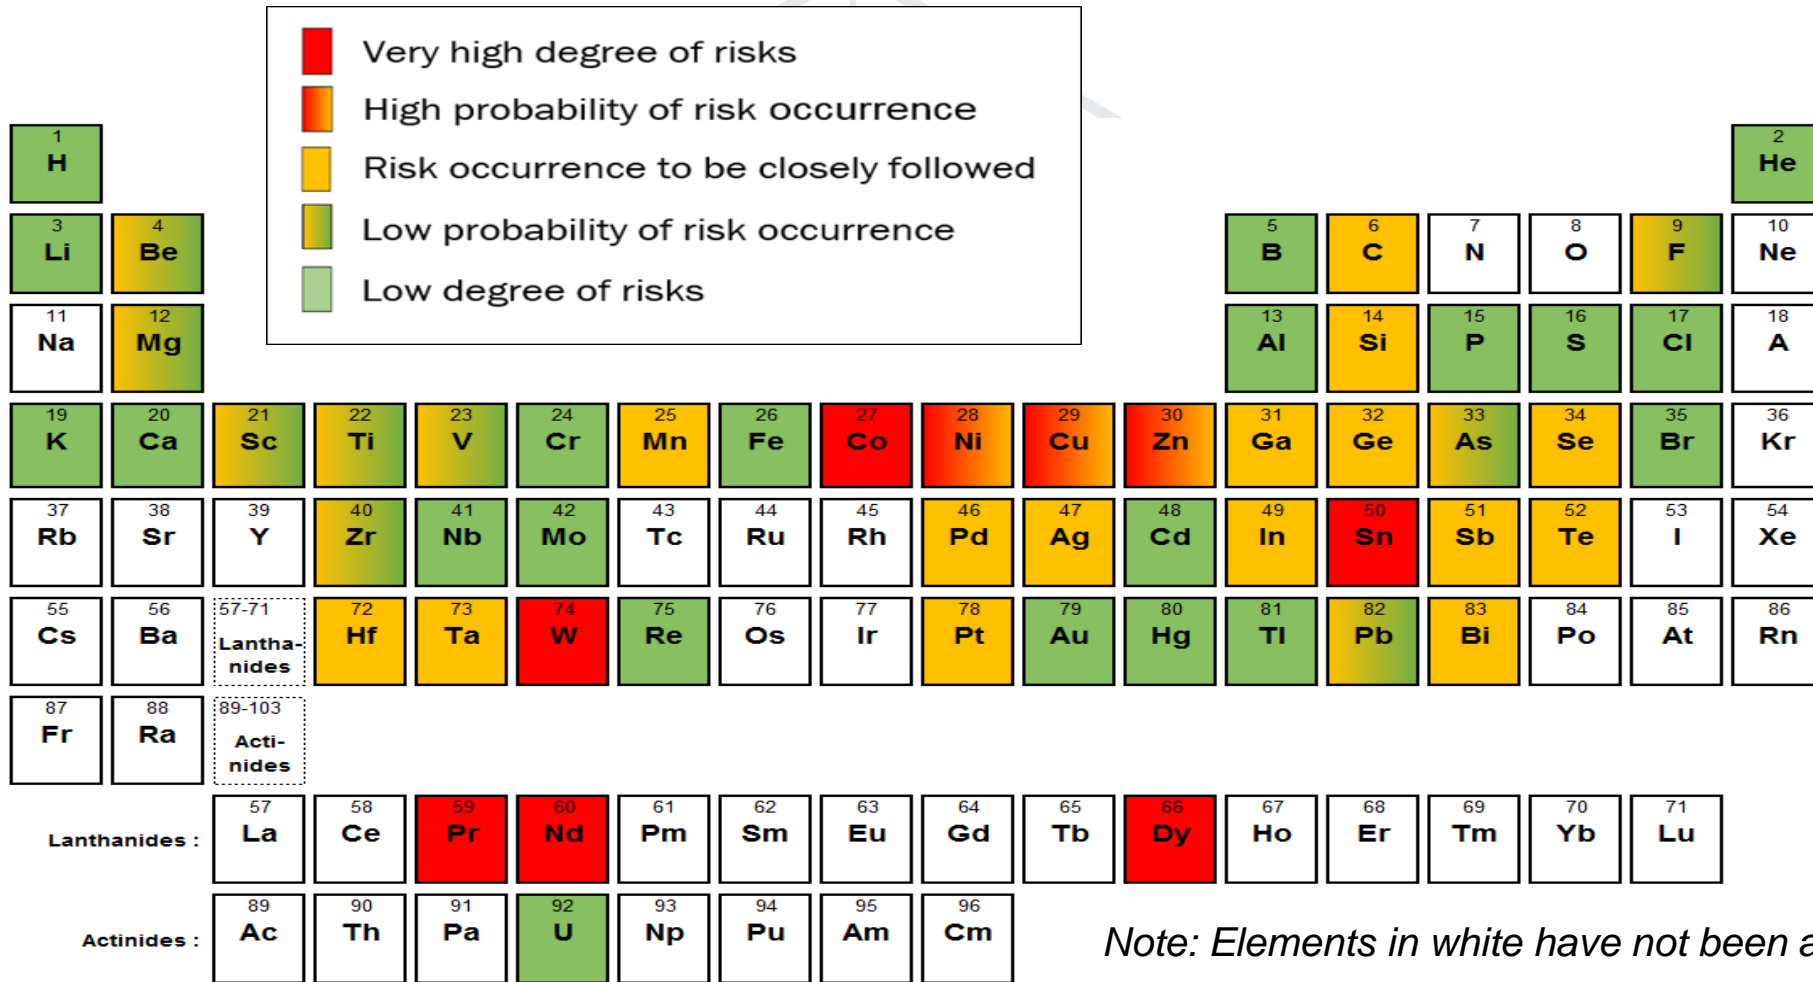 Very high degree of risks
High probability of risk occurrence
Risk occurrence to be closely followed
Low probability of risk occurrence
Low degree of risks
1 2
H He
3 4 5 6 7 8 9 10
Li Be B C N O F Ne
11 12 13 14 15 16 17 18
Na Mg Al Si P S Cl A
19 20 21 22 23 24 25 26 27 28 29 30 31 32 33 34 35 36
K Ca Sc Ti V Cr Mn Fe Co Ni Cu Zn Ga Ge As Se Br Kr
37 38 39 40 41 42 43 44 45 46 47 48 49 50 51 52 53 54
Rb Sr Y Zr Nb Mo Tc Ru Rh Pd Ag Cd In Sn Sb Te I Xe
55 56 57-71 72 73 74 75 76 77 78 79 80 81 82 83 84 85 86
Cs Ba Lantha-nides Hf Ta W Re Os Ir Pt Au Hg Tl Pb Bi Po At Rn
87 88 89-103
Fr Ra Acti-nides
57 58 59 60 61 62 63 64 65 66 67 68 69 70 71
Lanthanides : La Ce Pr Nd Pm Sm Eu Gd Tb Dy Ho Er Tm Yb Lu
89 90 91 92 93 94 95 96
Actinides : Ac Th Pa U Np Pu Am Cm
Note: Elements in white have not been